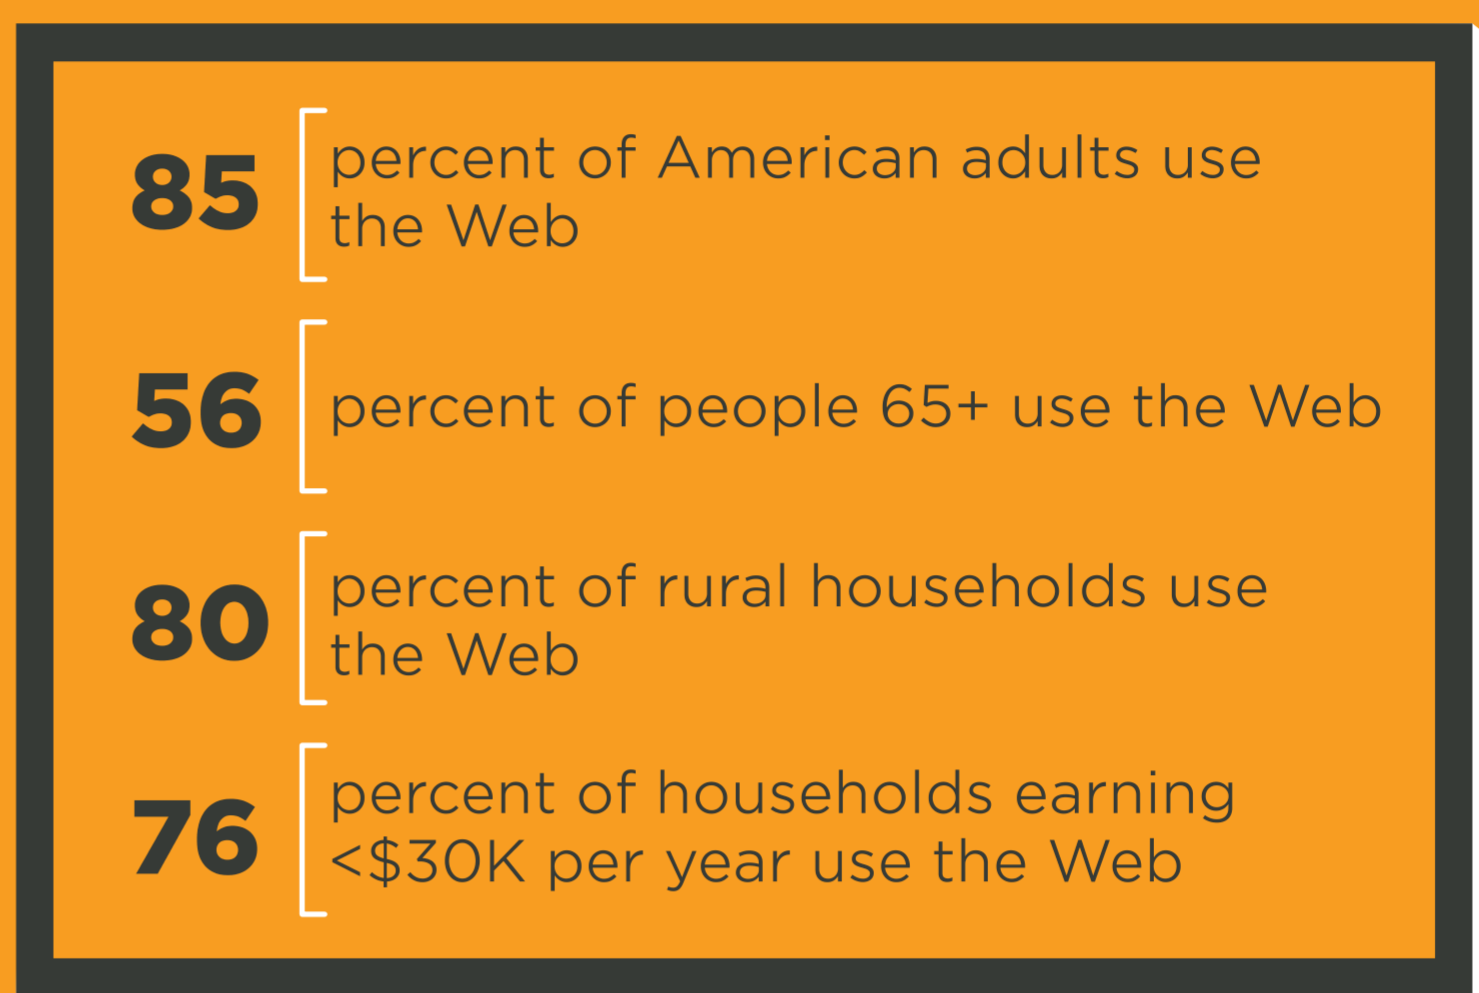 85
percent of American adults use
the Web
56
percent of people 65+ use the Web
80
percent of rural households use
the Web
76
percent of households earning
<$30K per year use the Web